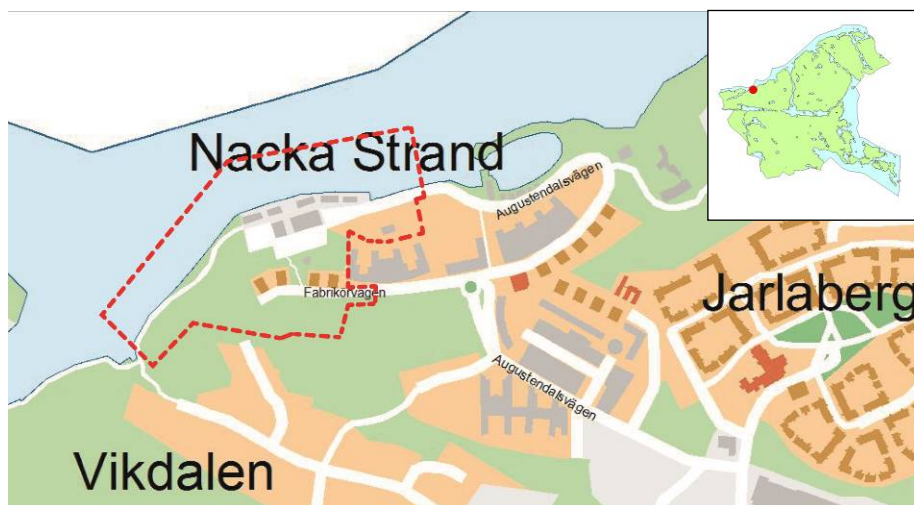 Nacka Strand
Augustendalsvägen
Fabrikörvägen
Jarlaberg
Augustendalsvägen
Vikdalen